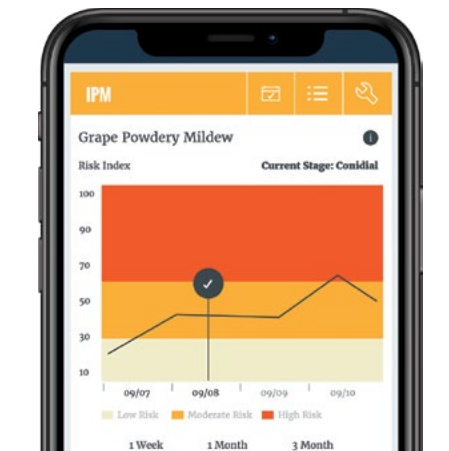 IPM
Grape Powdery Mildew
Risk Index
Current Stage: Conidial
100
90
70
50
30
10
09/07
09/08
09/09
09/10
Low Risk
Moderate Risk
High Risk
1 Week
1 Month
3 Month